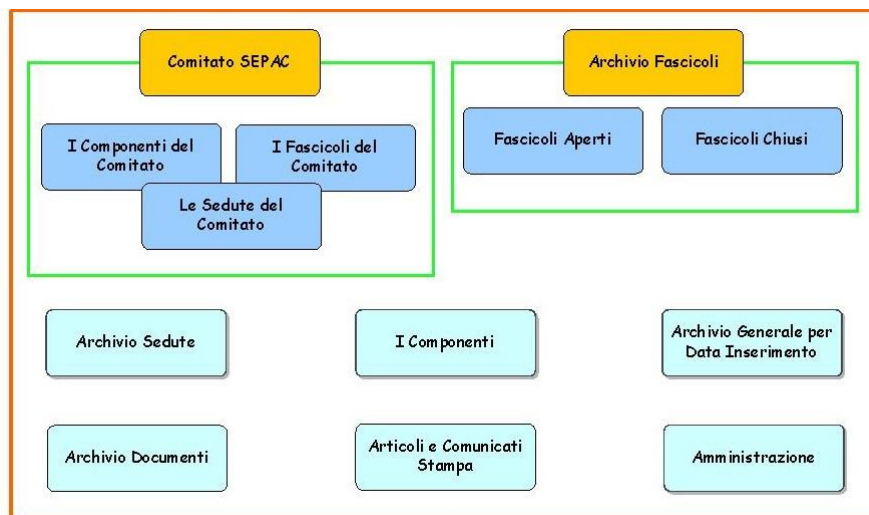 Comitato SEPAC
Archivio Fascicoli
I Componenti del
Comitato
I Fascicoli del
Comitato
Le Sedute del
Comitato
Fascicoli Aperti
Fascicoli Chiusi
Archivio Sedute
I Componenti
Archivio Generale per
Data Inserimento
Archivio Documenti
Articoli e Comunicati
Stampa
Amministrazione